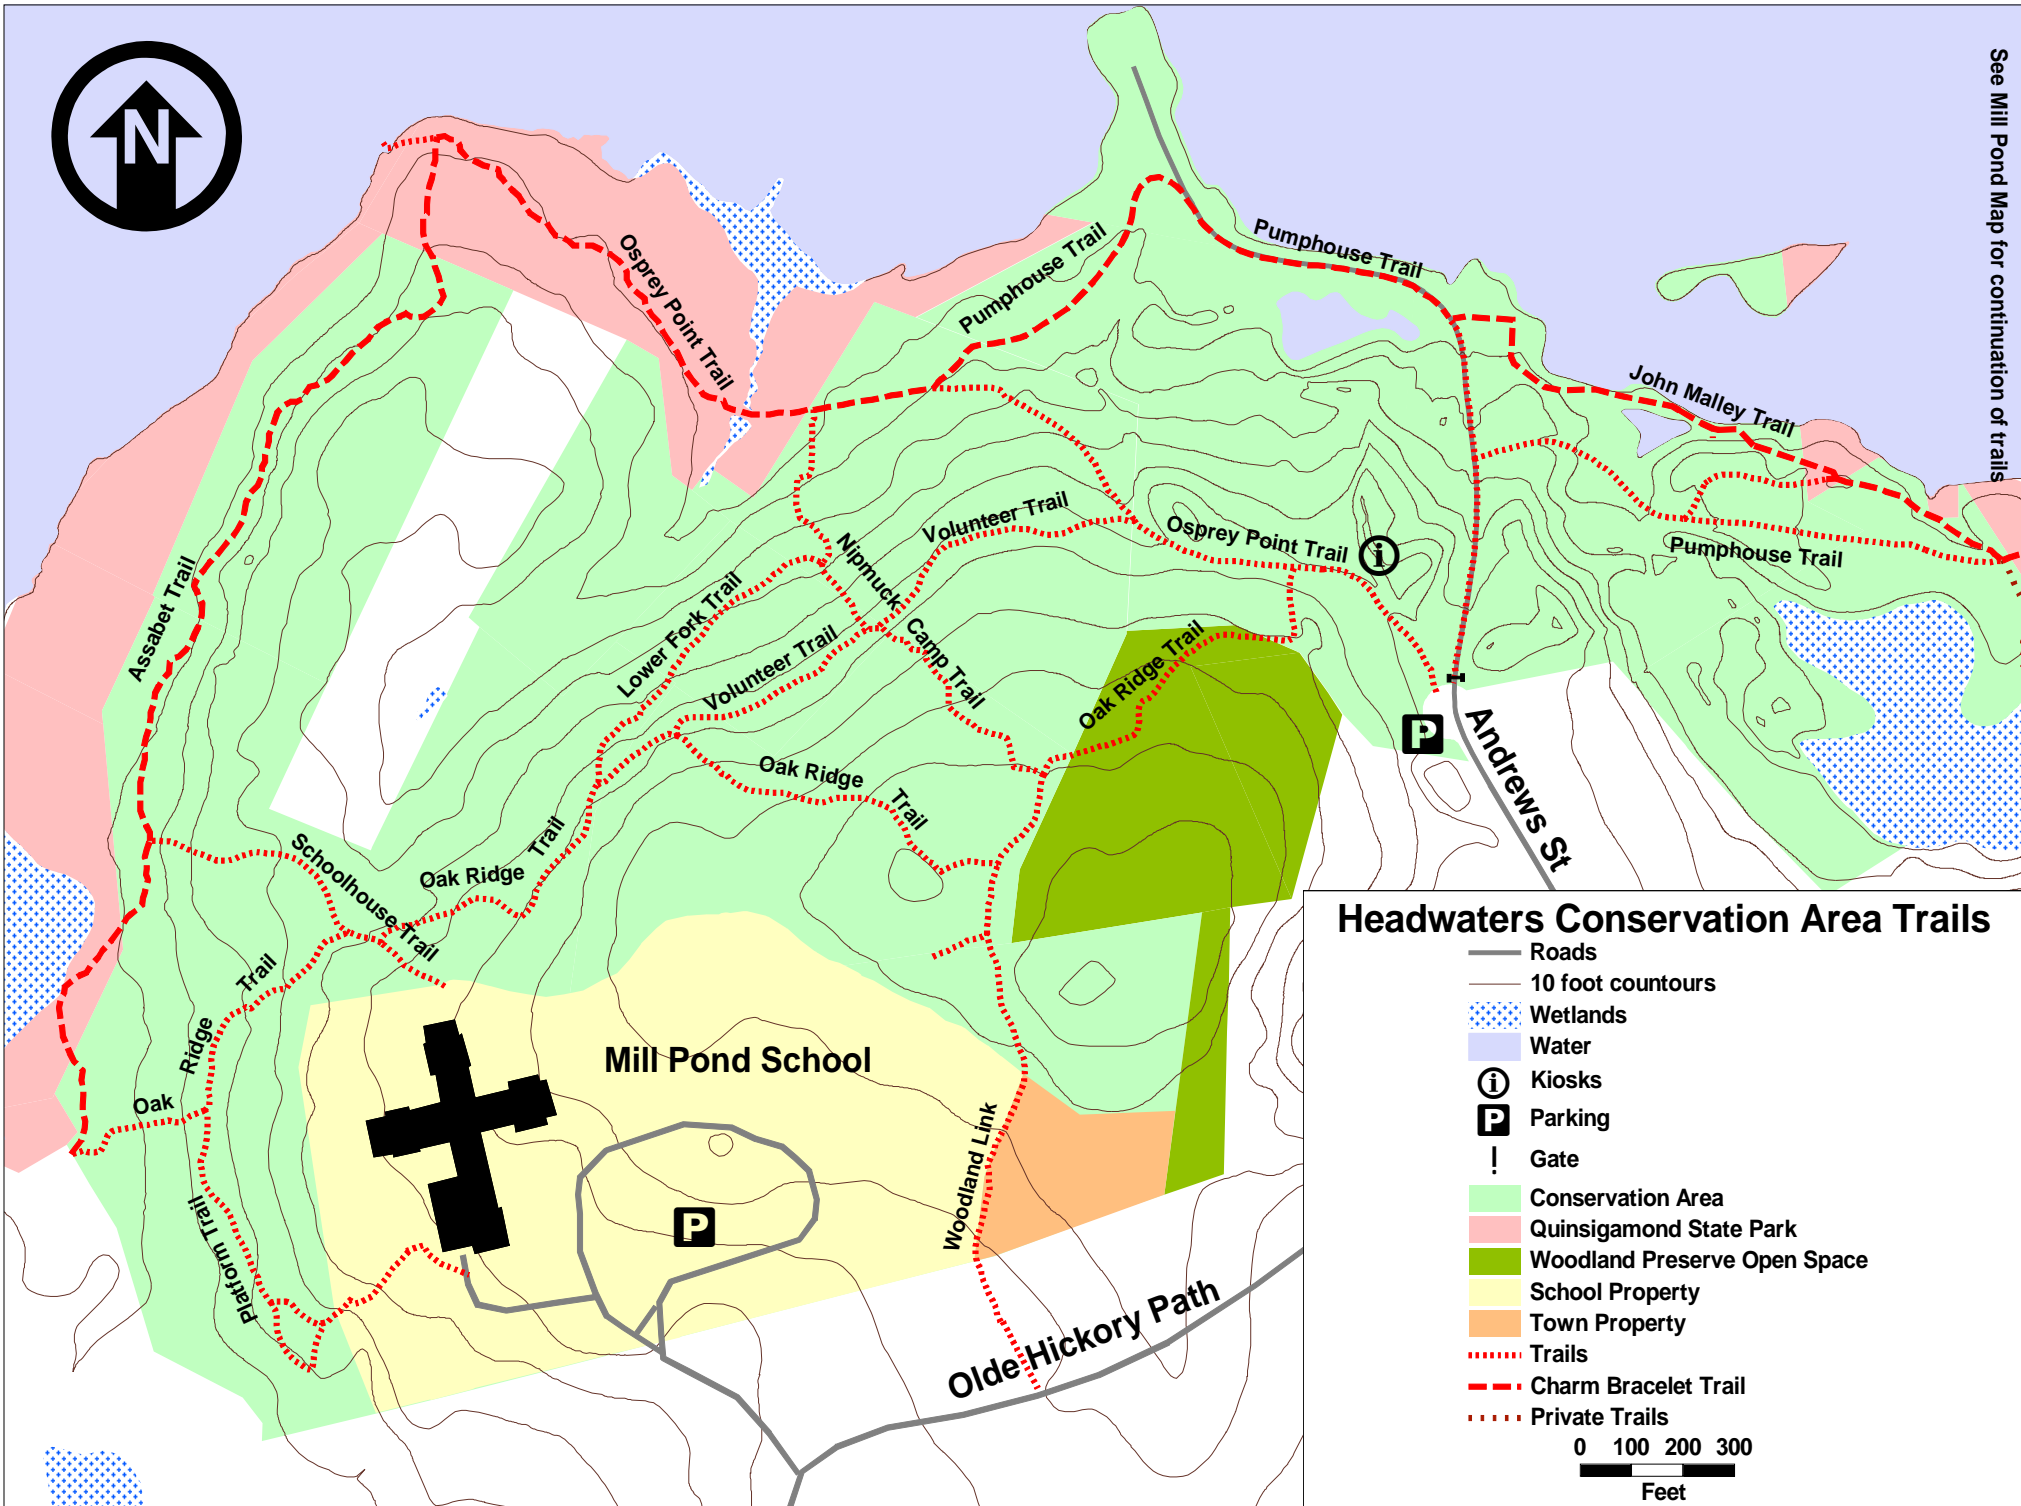 N
See Mill Pond Map for continuation of trails
Pumphouse Trail
Pumphouse Trail
Osprey Point Trail
John Malley Trail
Volunteer Trail
Osprey Point Trail
i
Pumphouse Trail
Nipmuck Camp Trail
Assabet Trail
Lower Fork Trail
Volunteer Trail
Oak Ridge Trail
P
Andrews St
Oak Ridge Trail
Schoolhouse Trail
Oak Ridge Trail
Oak Ridge Trail
Mill Pond School
Woodland Link
Platform Trail
P
Olde Hickory Path
Headwaters Conservation Area Trails
Roads
10 foot countours
Wetlands
Water
i Kiosks
P Parking
Gate
Conservation Area
Quinsigamond State Park
Woodland Preserve Open Space
School Property
Town Property
Trails
Charm Bracelet Trail
Private Trails
0 100 200 300
Feet